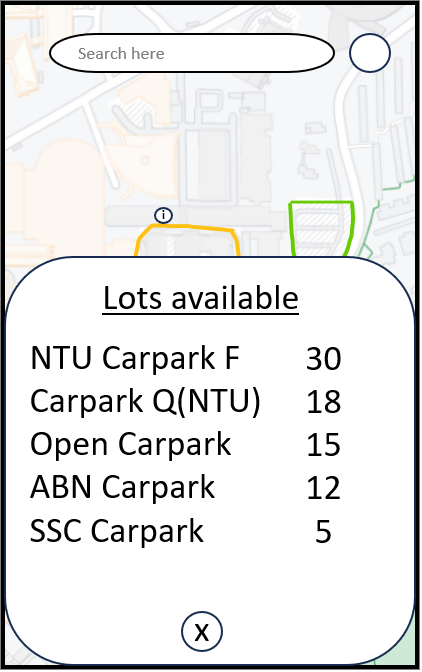 Search here
i
Lots available
NTU Carpark F 30
Carpark Q(NTU) 18
Open Carpark 15
ABN Carpark 12
SSC Carpark 5
X